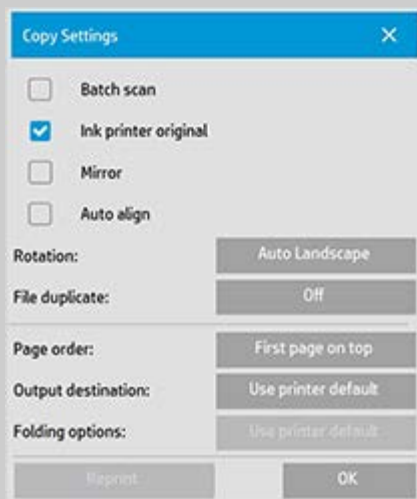 Copy Settings
Batch scan
Ink printer original
Mirror
Auto align
Rotation: Auto Landscape
File duplicate: Off
Page order: First page on top
Output destination: Use printer default
Folding options: Use printer default
Reprint OK